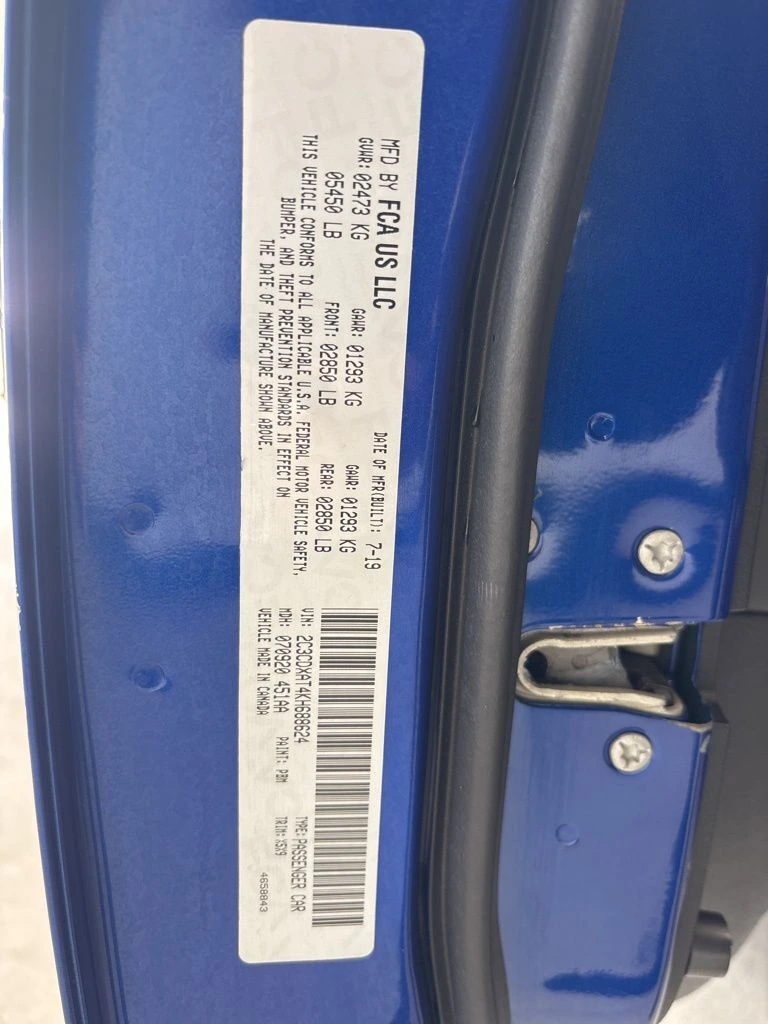 MFD BY FCA US LLC
DATE OF MFR(BUILT): 7-19
GVWR: 02473 KG
GAWR: 01293 KG
GAWR: 01293 KG
05450 LB
FRONT: 02850 LB
REAR: 02850 LB
THIS VEHICLE CONFORMS TO ALL APPLICABLE U.S.A. FEDERAL MOTOR VEHICLE SAFETY,
BUMPER, AND THEFT PREVENTION STANDARDS IN EFFECT ON
THE DATE OF MANUFACTURE SHOWN ABOVE.
VIN: 2C3CDXAT4KH688624
TYPE: PASSENGER CAR
MDH: 070920 451AA
PAINT: PBM
TRIM: X5X9
VEHICLE MADE IN CANADA
4658843